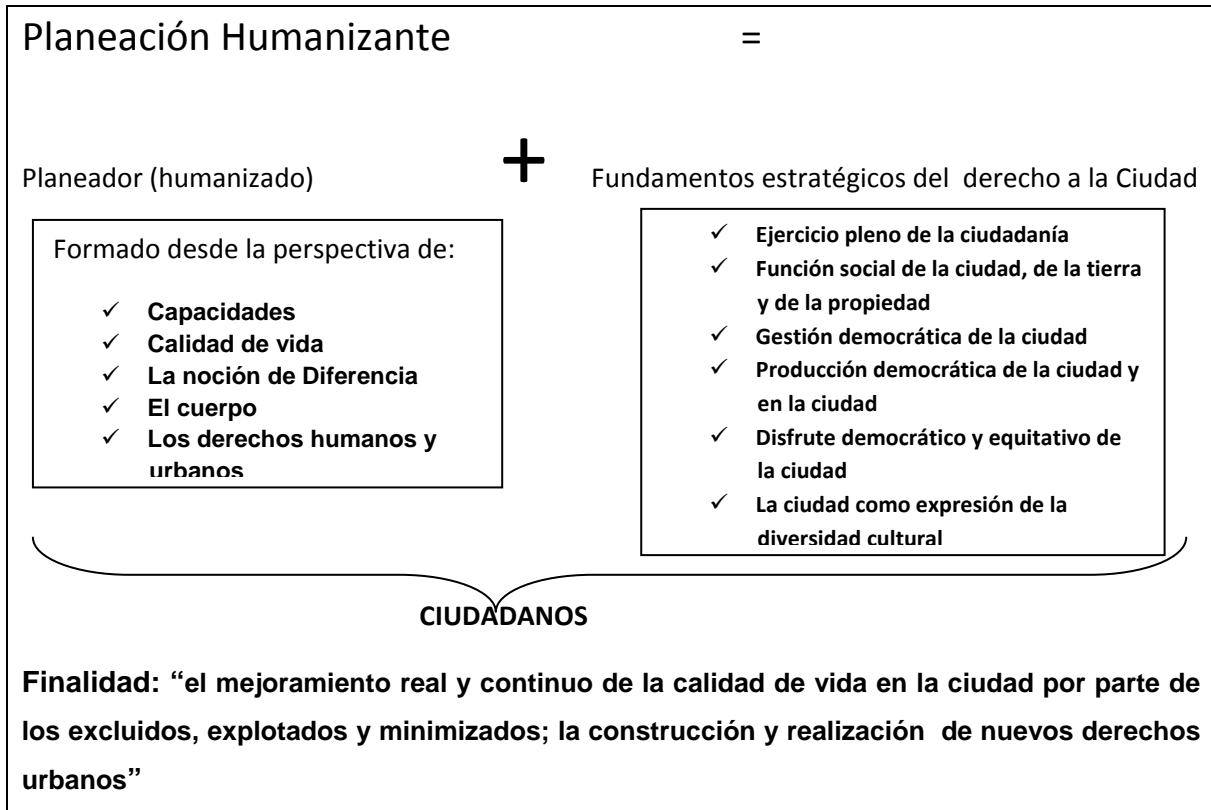 Planeación Humanizante =
+
Planeador (humanizado)
Fundamentos estratégicos del derecho a la Ciudad
Formado desde la perspectiva de:
✓ Capacidades
✓ Calidad de vida
✓ La noción de Diferencia
✓ El cuerpo
✓ Los derechos humanos y
urbanos
✓ Ejercicio pleno de la ciudadanía
✓ Función social de la ciudad, de la tierra
y de la propiedad
✓ Gestión democrática de la ciudad
✓ Producción democrática de la ciudad y
en la ciudad
✓ Disfrute democrático y equitativo de
la ciudad
✓ La ciudad como expresión de la
diversidad cultural
CIUDADANOS
Finalidad: “el mejoramiento real y continuo de la calidad de vida en la ciudad por parte de
los excluidos, explotados y minimizados; la construcción y realización de nuevos derechos
urbanos”